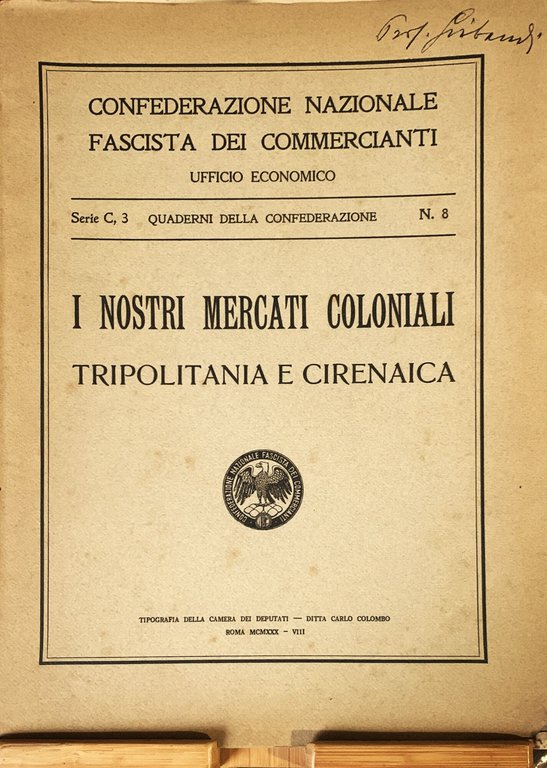 Prof.
CONFEDERAZIONE NAZIONALE
FASCISTA DEI COMMERCIANTI
UFFICIO ECONOMICO
Serie C, 3 QUADERNI DELLA CONFEDERAZIONE N. 8
I NOSTRI MERCATI COLONIALI
TRIPOLITANIA E CIRENAICA
CONFEDERAZIONE NAZIONALE FASCISTA DEI COMMERCIANTI
TIPOGRAFIA DELLA CAMERA DEI DEPUTATI — DITTA CARLO COLOMBO
ROMA MCMXXX - VIII